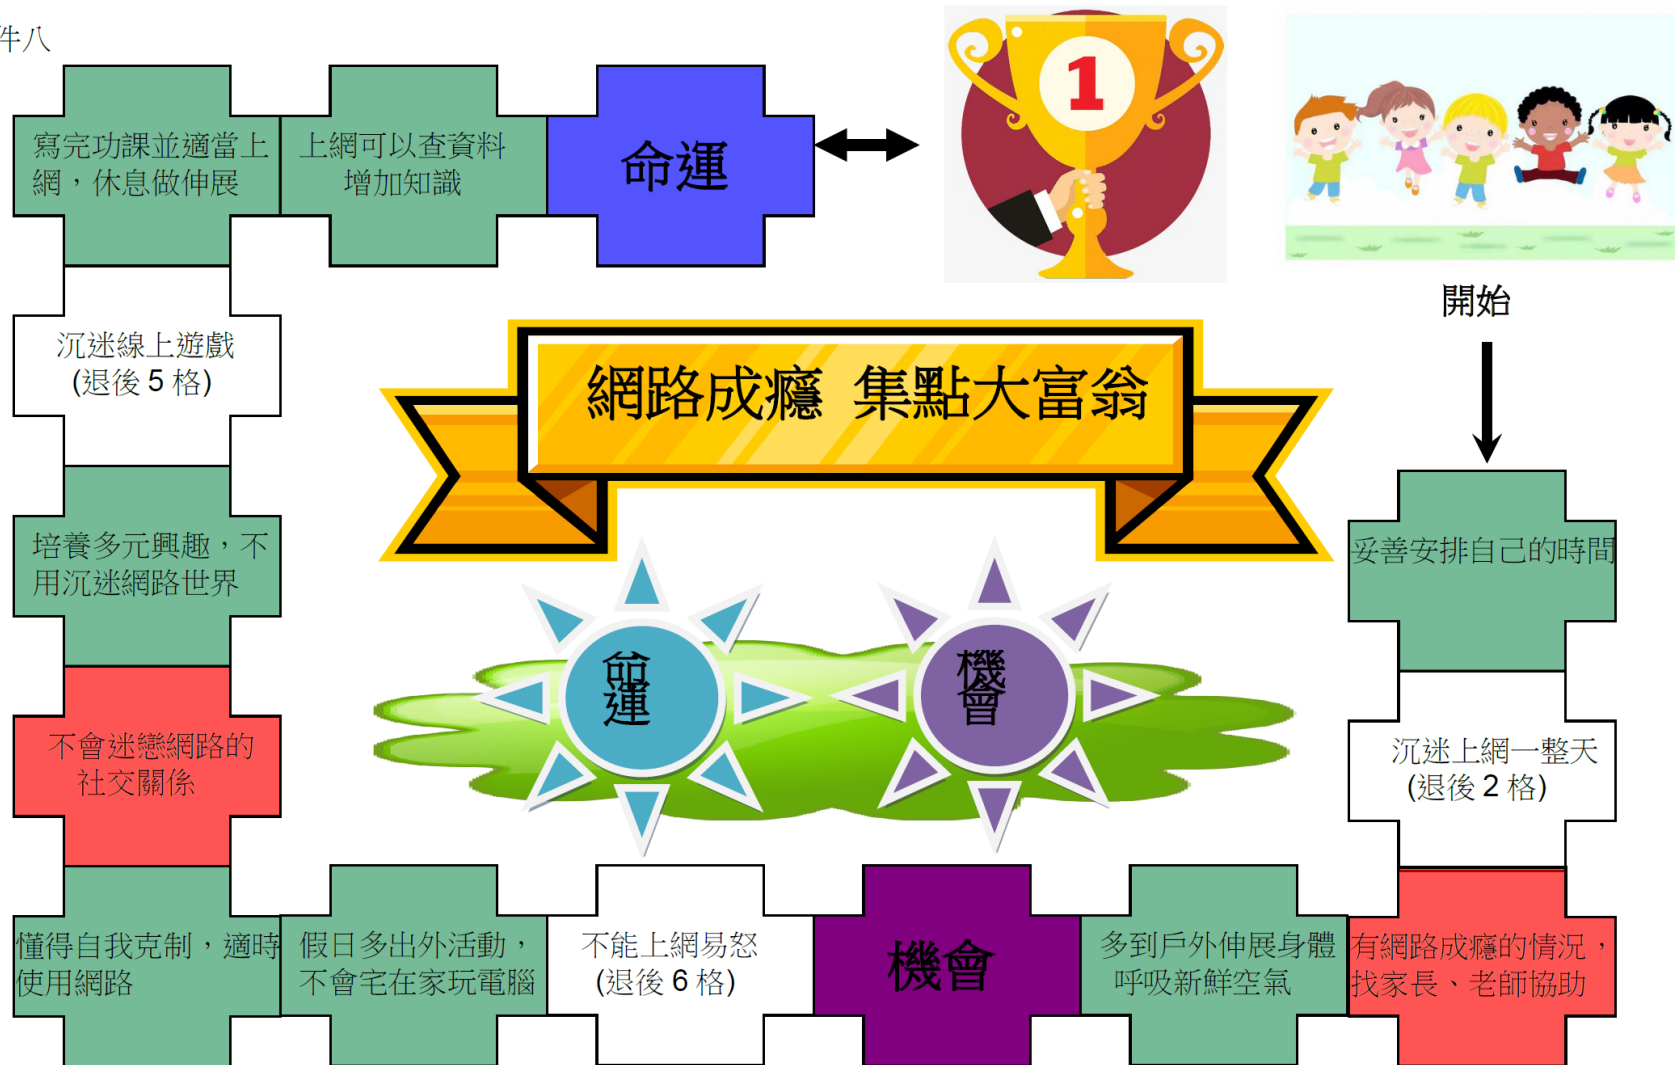 件八
寫完功課並適當上
網，休息做伸展
上網可以查資料
增加知識
命運
1
開始
沉迷線上遊戲
(退後 5 格)
網路成癮 集點大富翁
培養多元興趣，不
用沉迷網路世界
妥善安排自己的時間
命運
機會
不會迷戀網路的
社交關係
沉迷上網一整天
(退後 2 格)
懂得自我克制，適時
使用網路
假日多出外活動，
不會宅在家玩電腦
不能上網易怒
(退後 6 格)
機會
多到戶外伸展身體
呼吸新鮮空氣
有網路成癮的情況，
找家長、老師協助